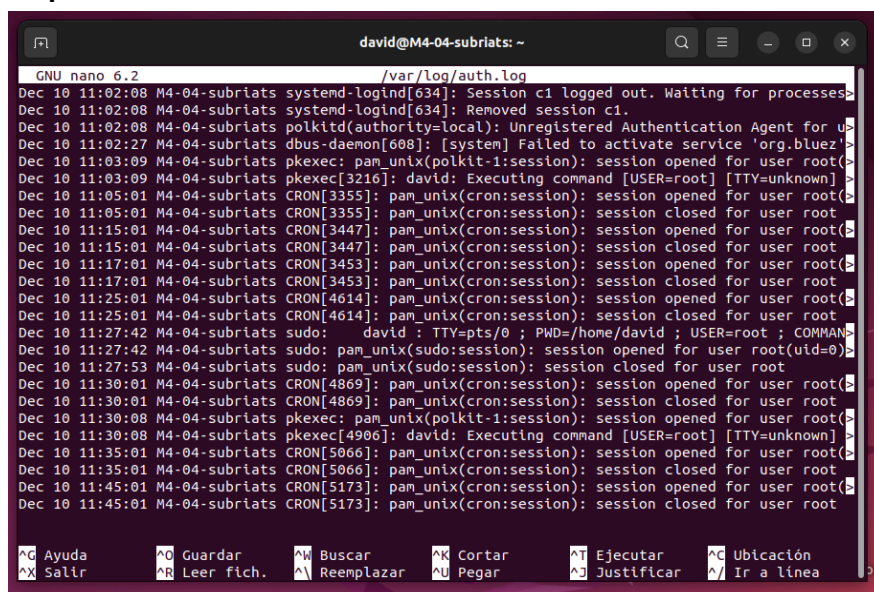 david@M4-04-subriats: ~
GNU nano 6.2 /var/log/auth.log
Dec 10 11:02:08 M4-04-subriats systemd-logind[634]: Session c1 logged out. Waiting for processes>
Dec 10 11:02:08 M4-04-subriats systemd-logind[634]: Removed session c1.
Dec 10 11:02:08 M4-04-subriats polkitd(authority=local): Unregistered Authentication Agent for u>
Dec 10 11:02:27 M4-04-subriats dbus-daemon[608]: [system] Failed to activate service 'org.bluez'>
Dec 10 11:03:09 M4-04-subriats pkexec: pam_unix(polkit-1:session): session opened for user root(>
Dec 10 11:03:09 M4-04-subriats pkexec[3216]: david: Executing command [USER=root] [TTY=unknown] >
Dec 10 11:05:01 M4-04-subriats CRON[3355]: pam_unix(cron:session): session opened for user root(>
Dec 10 11:05:01 M4-04-subriats CRON[3355]: pam_unix(cron:session): session closed for user root
Dec 10 11:15:01 M4-04-subriats CRON[3447]: pam_unix(cron:session): session opened for user root(>
Dec 10 11:15:01 M4-04-subriats CRON[3447]: pam_unix(cron:session): session closed for user root
Dec 10 11:17:01 M4-04-subriats CRON[3453]: pam_unix(cron:session): session opened for user root(>
Dec 10 11:17:01 M4-04-subriats CRON[3453]: pam_unix(cron:session): session closed for user root
Dec 10 11:25:01 M4-04-subriats CRON[4614]: pam_unix(cron:session): session opened for user root(>
Dec 10 11:25:01 M4-04-subriats CRON[4614]: pam_unix(cron:session): session closed for user root
Dec 10 11:27:42 M4-04-subriats sudo:    david : TTY=pts/0 ; PWD=/home/david ; USER=root ; COMMAN>
Dec 10 11:27:42 M4-04-subriats sudo: pam_unix(sudo:session): session opened for user root(uid=0)>
Dec 10 11:27:53 M4-04-subriats sudo: pam_unix(sudo:session): session closed for user root
Dec 10 11:30:01 M4-04-subriats CRON[4869]: pam_unix(cron:session): session opened for user root(>
Dec 10 11:30:01 M4-04-subriats CRON[4869]: pam_unix(cron:session): session closed for user root
Dec 10 11:30:08 M4-04-subriats pkexec: pam_unix(polkit-1:session): session opened for user root(>
Dec 10 11:30:08 M4-04-subriats pkexec[4906]: david: Executing command [USER=root] [TTY=unknown] >
Dec 10 11:35:01 M4-04-subriats CRON[5066]: pam_unix(cron:session): session opened for user root(>
Dec 10 11:35:01 M4-04-subriats CRON[5066]: pam_unix(cron:session): session closed for user root
Dec 10 11:45:01 M4-04-subriats CRON[5173]: pam_unix(cron:session): session opened for user root(>
Dec 10 11:45:01 M4-04-subriats CRON[5173]: pam_unix(cron:session): session closed for user root
^G Ayuda ^O Guardar ^W Buscar ^K Cortar ^T Ejecutar ^C Ubicación
^X Salir ^R Leer fich. ^\ Reemplazar ^U Pegar ^J Justificar ^/ Ir a línea